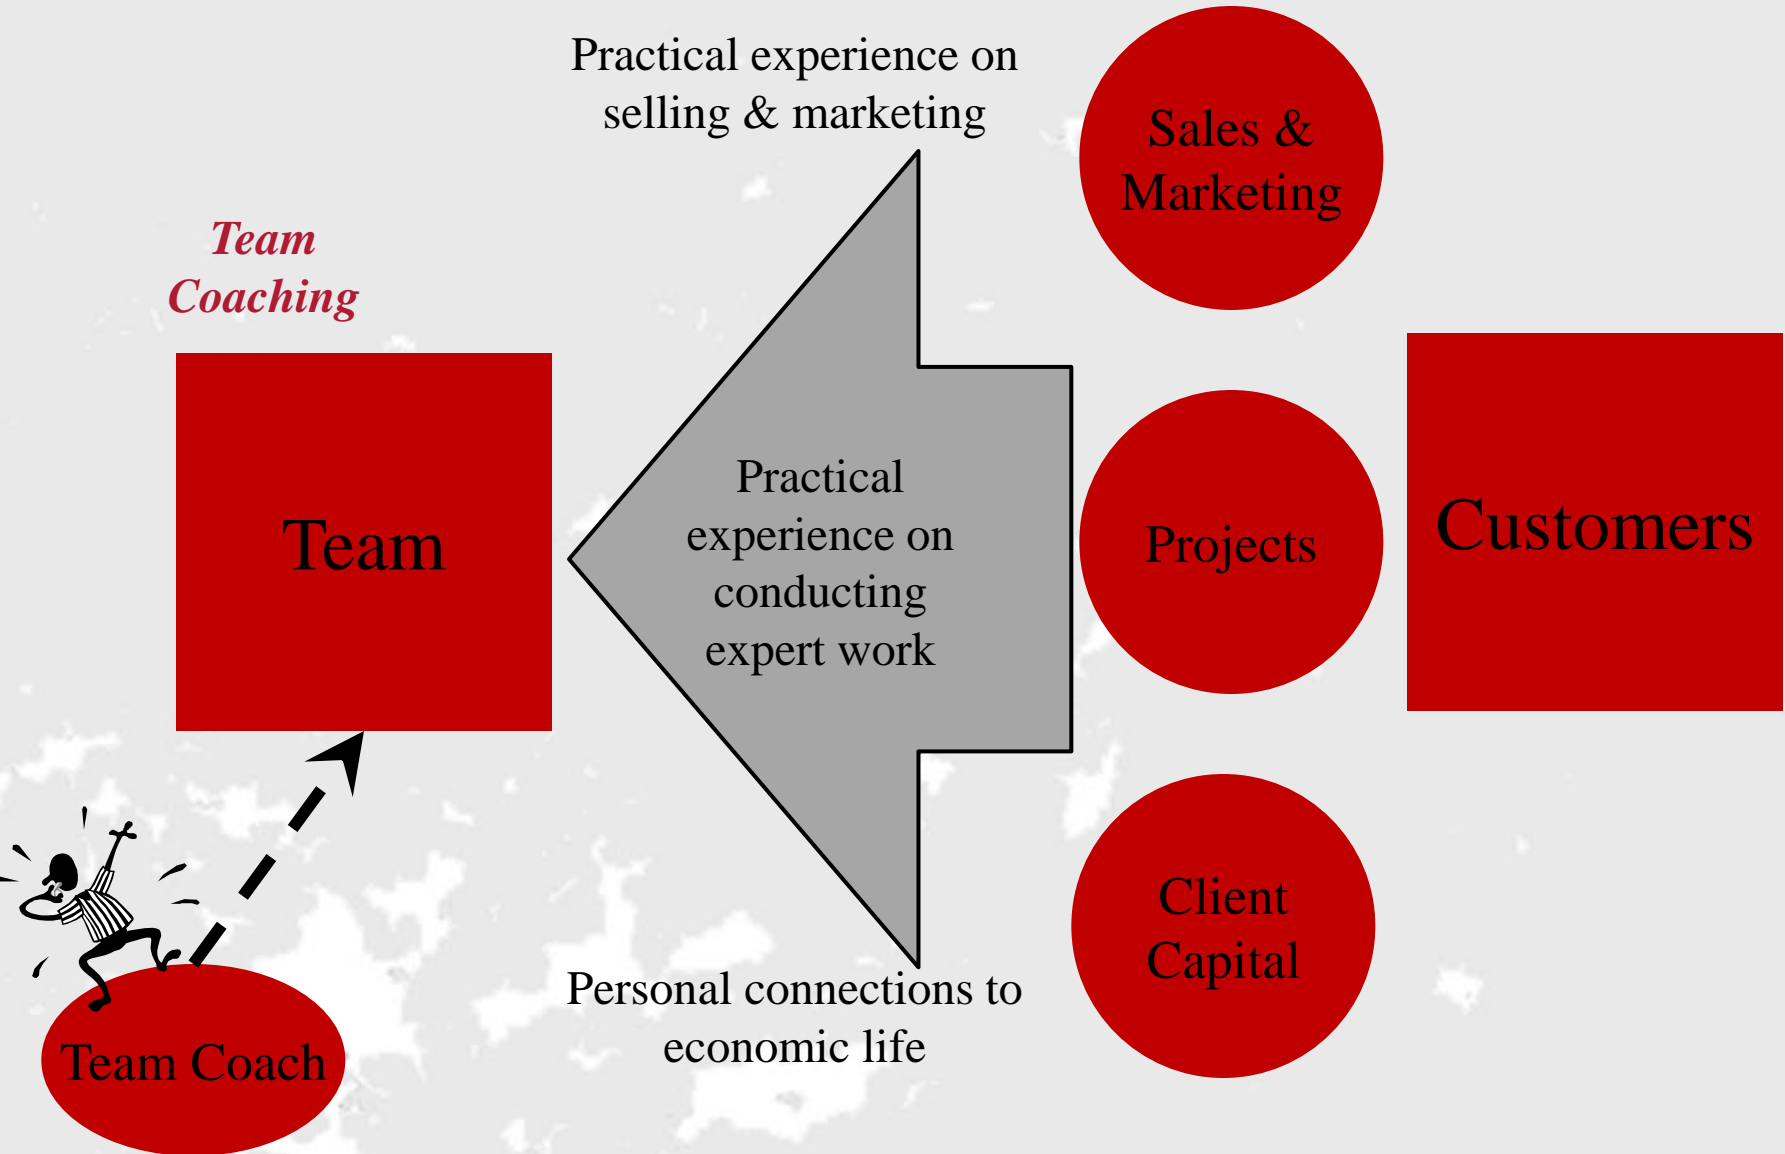 Practical experience on
selling & marketing
Sales &
Marketing
Team
Coaching
Team
Practical
experience on
conducting
expert work
Projects
Customers
Client
Capital
Personal connections to
economic life
Team Coach